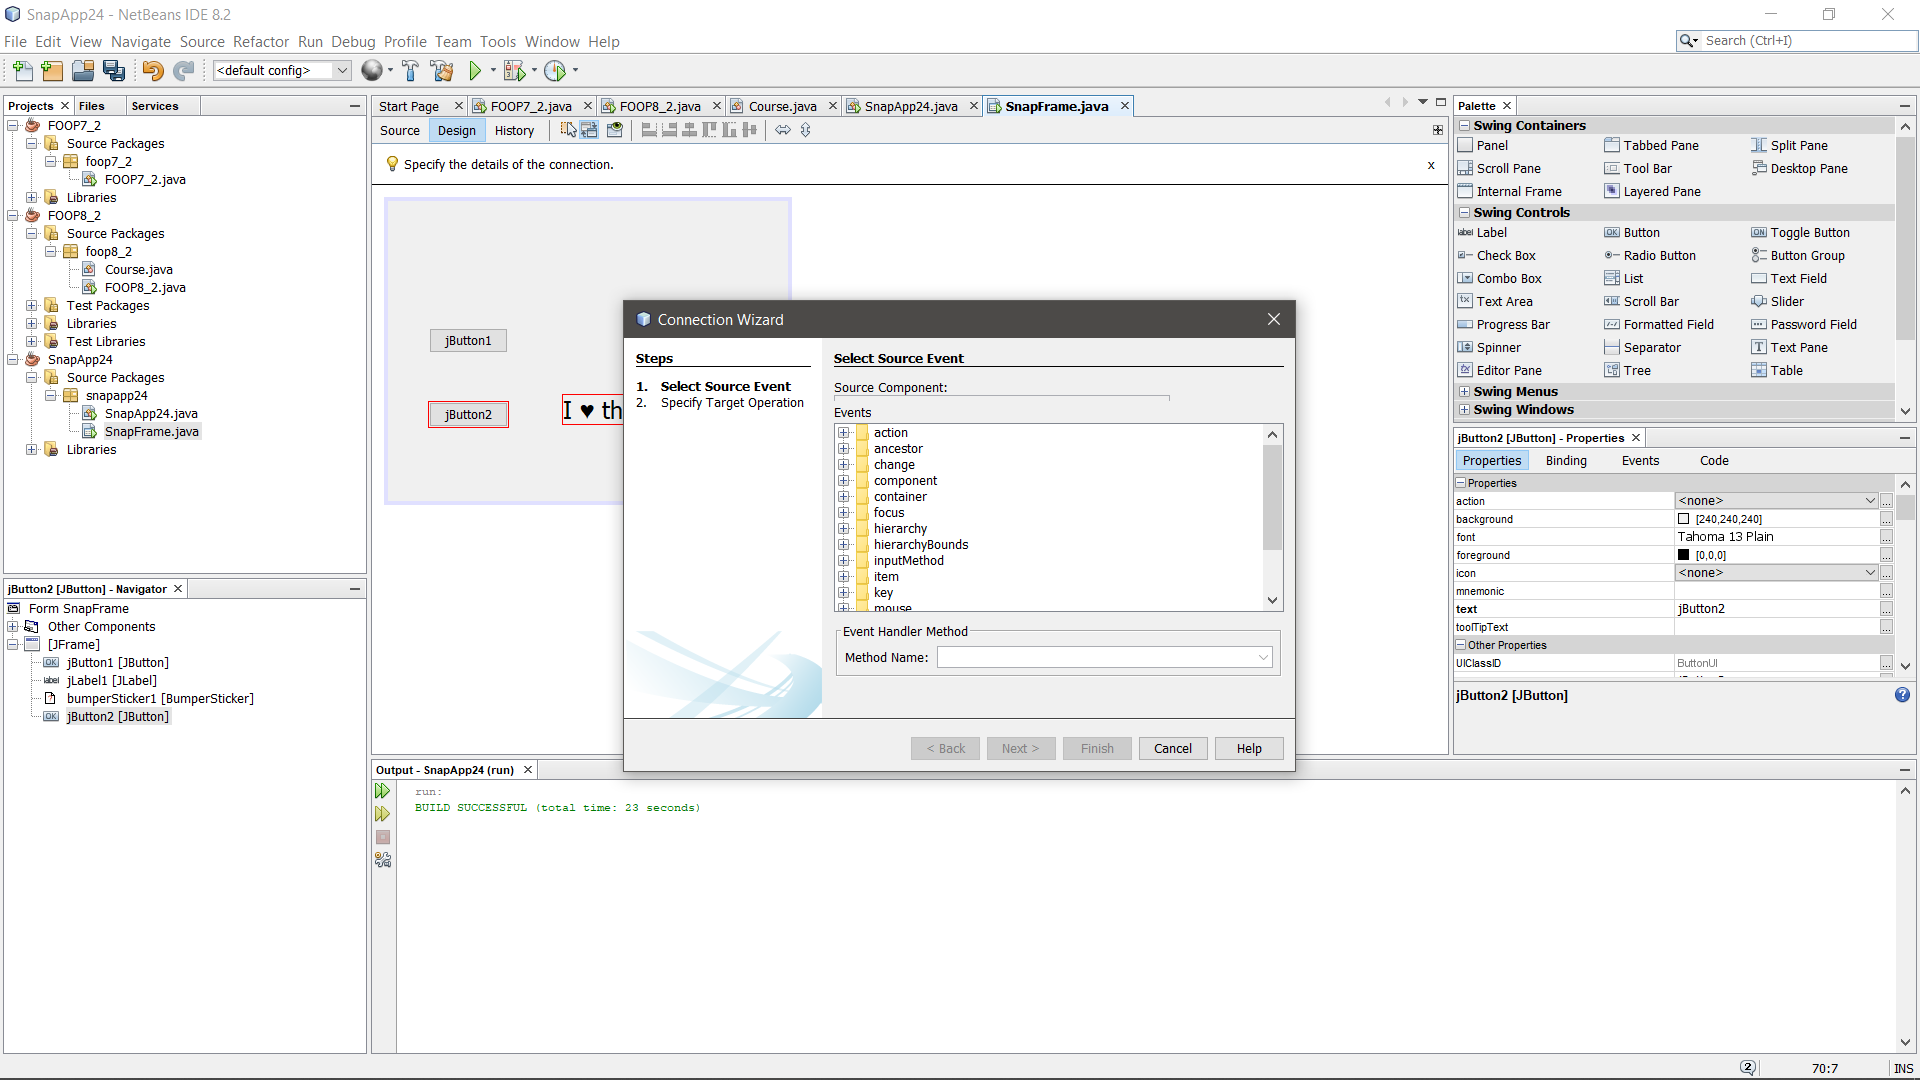 SnapApp24 - NetBeans IDE 8.2
File Edit View Navigate Source Refactor Run Debug Profile Team Tools Window Help
Search (Ctrl+I)
<default config>
Projects Files Services
FOOP7_2
Source Packages
foop7_2
FOOP7_2.java
Libraries
FOOP8_2
Source Packages
foop8_2
Course.java
FOOP8_2.java
Test Packages
Libraries
Test Libraries
SnapApp24
Source Packages
snapapp24
SnapApp24.java
SnapFrame.java
Libraries
jButton2 [JButton] - Navigator
Form SnapFrame
Other Components
[JFrame]
jButton1 [JButton]
jLabel1 [JLabel]
bumperSticker1 [BumperSticker]
jButton2 [JButton]
Start Page FOOP7_2.java FOOP8_2.java Course.java SnapApp24.java SnapFrame.java
Source Design History
Specify the details of the connection.
x
jButton1
jButton2
I ♥ th
Connection Wizard
Steps
1. Select Source Event
2. Specify Target Operation
Select Source Event
Source Component:
Events
action
ancestor
change
component
container
focus
hierarchy
hierarchyBounds
inputMethod
item
key
mouse
Event Handler Method
Method Name:
< Back Next > Finish Cancel Help
Output - SnapApp24 (run)
run:
BUILD SUCCESSFUL (total time: 23 seconds)
Palette
Swing Containers
Panel Tabbed Pane Split Pane
Scroll Pane Tool Bar Desktop Pane
Internal Frame Layered Pane
Swing Controls
label Label OK Button ON Toggle Button
Check Box Radio Button Button Group
Combo Box List Text Field
Text Area Scroll Bar Slider
Progress Bar Formatted Field Password Field
Spinner Separator Text Pane
Editor Pane Tree Table
Swing Menus
Swing Windows
jButton2 [JButton] - Properties
Properties Binding Events Code
Properties
action <none>
background [240,240,240]
font Tahoma 13 Plain
foreground [0,0,0]
icon <none>
mnemonic
text jButton2
toolTipText
Other Properties
UIClassID ButtonUI
jButton2 [JButton]
2 70:7 INS